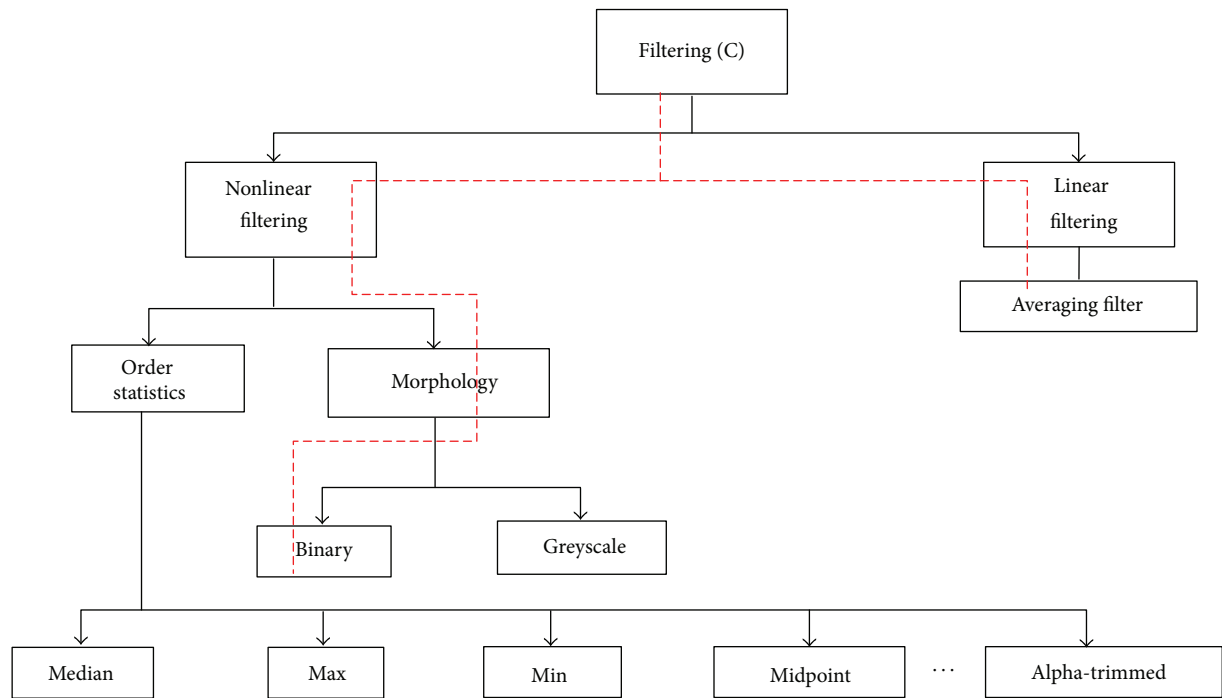 Filtering (C)
Nonlinear
filtering
Linear
filtering
Averaging filter
Order
statistics
Morphology
Binary
Greyscale
Median
Max
Min
Midpoint
...
Alpha-trimmed